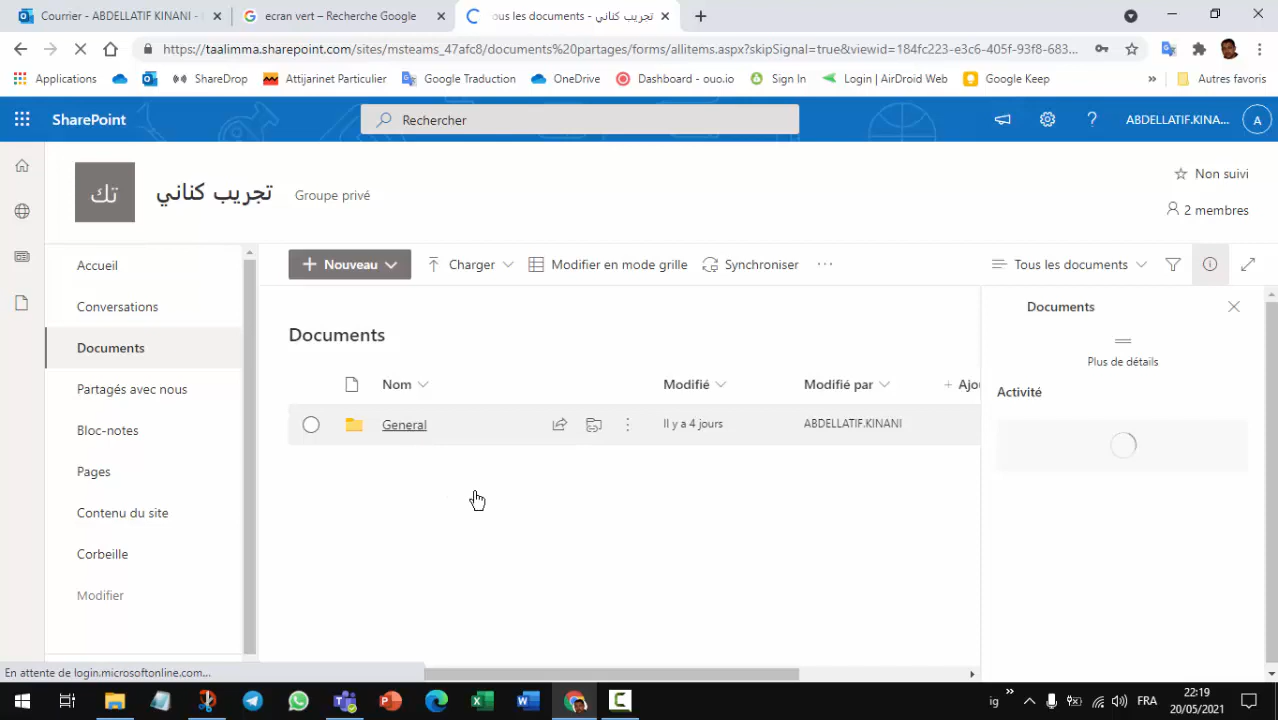 Courrier - ABDELLATIF KINANI -
ecran vert – Recherche Google
ous les documents - تجريب كناني
https://taalimma.sharepoint.com/sites/msteams_47afc8/documents%20partages/forms/allitems.aspx?skipSignal=true&viewid=184fc223-e3c6-405f-93f8-683...
Applications
ShareDrop
Attijarinet Particulier
Google Traduction
OneDrive
Dashboard - ouo.io
Sign In
Login | AirDroid Web
Google Keep
»
Autres favoris
SharePoint
Rechercher
ABDELLATIF.KINA...
A
تك
تجريب كناني
Groupe privé
Non suivi
2 membres
Accueil
Conversations
Documents
Partagés avec nous
Bloc-notes
Pages
Contenu du site
Corbeille
Modifier
+ Nouveau
Charger
Modifier en mode grille
Synchroniser
···
Tous les documents
Documents
Nom
Modifié
Modifié par
+ Ajo
General
Il y a 4 jours
ABDELLATIF.KINANI
Documents
Plus de détails
Activité
En attente de login.microsoftonline.com...
ig
»
FRA
22:19
20/05/2021